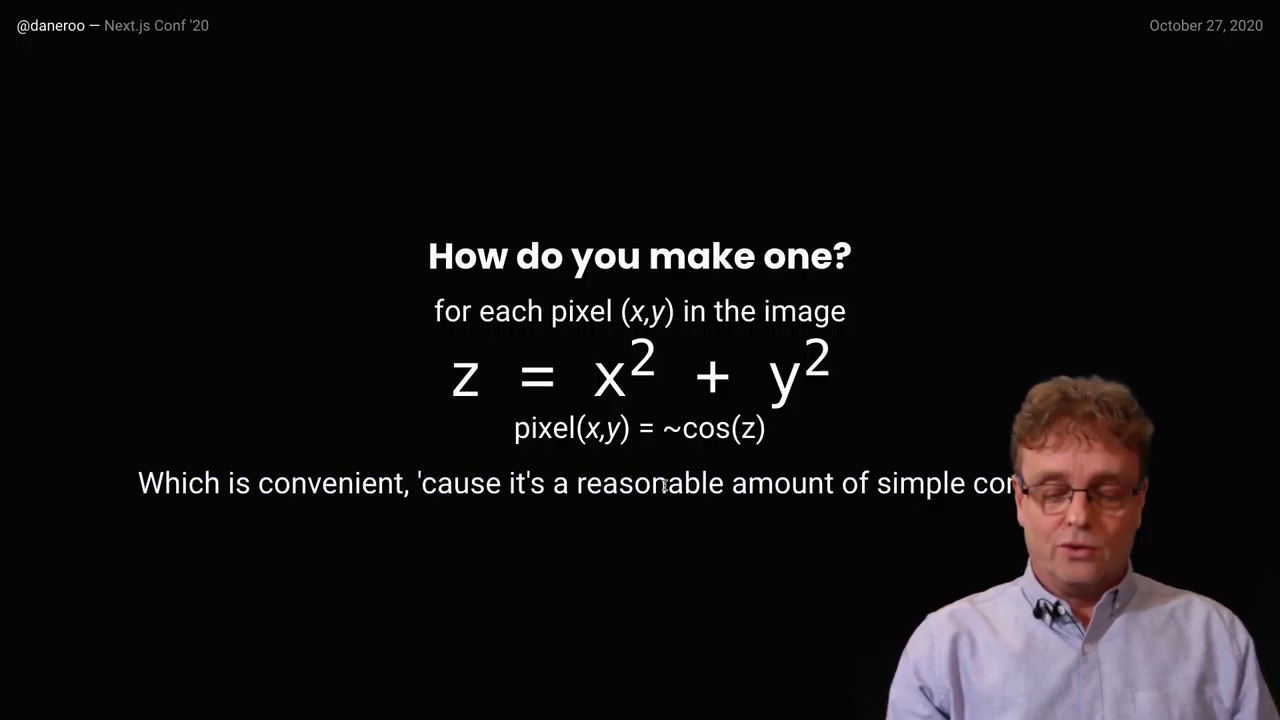 @daneroo — Next.js Conf '20
October 27, 2020
How do you make one?
for each pixel (x,y) in the image
z = x² + y²
pixel(x,y) = ~cos(z)
Which is convenient, 'cause it's a reasonable amount of simple